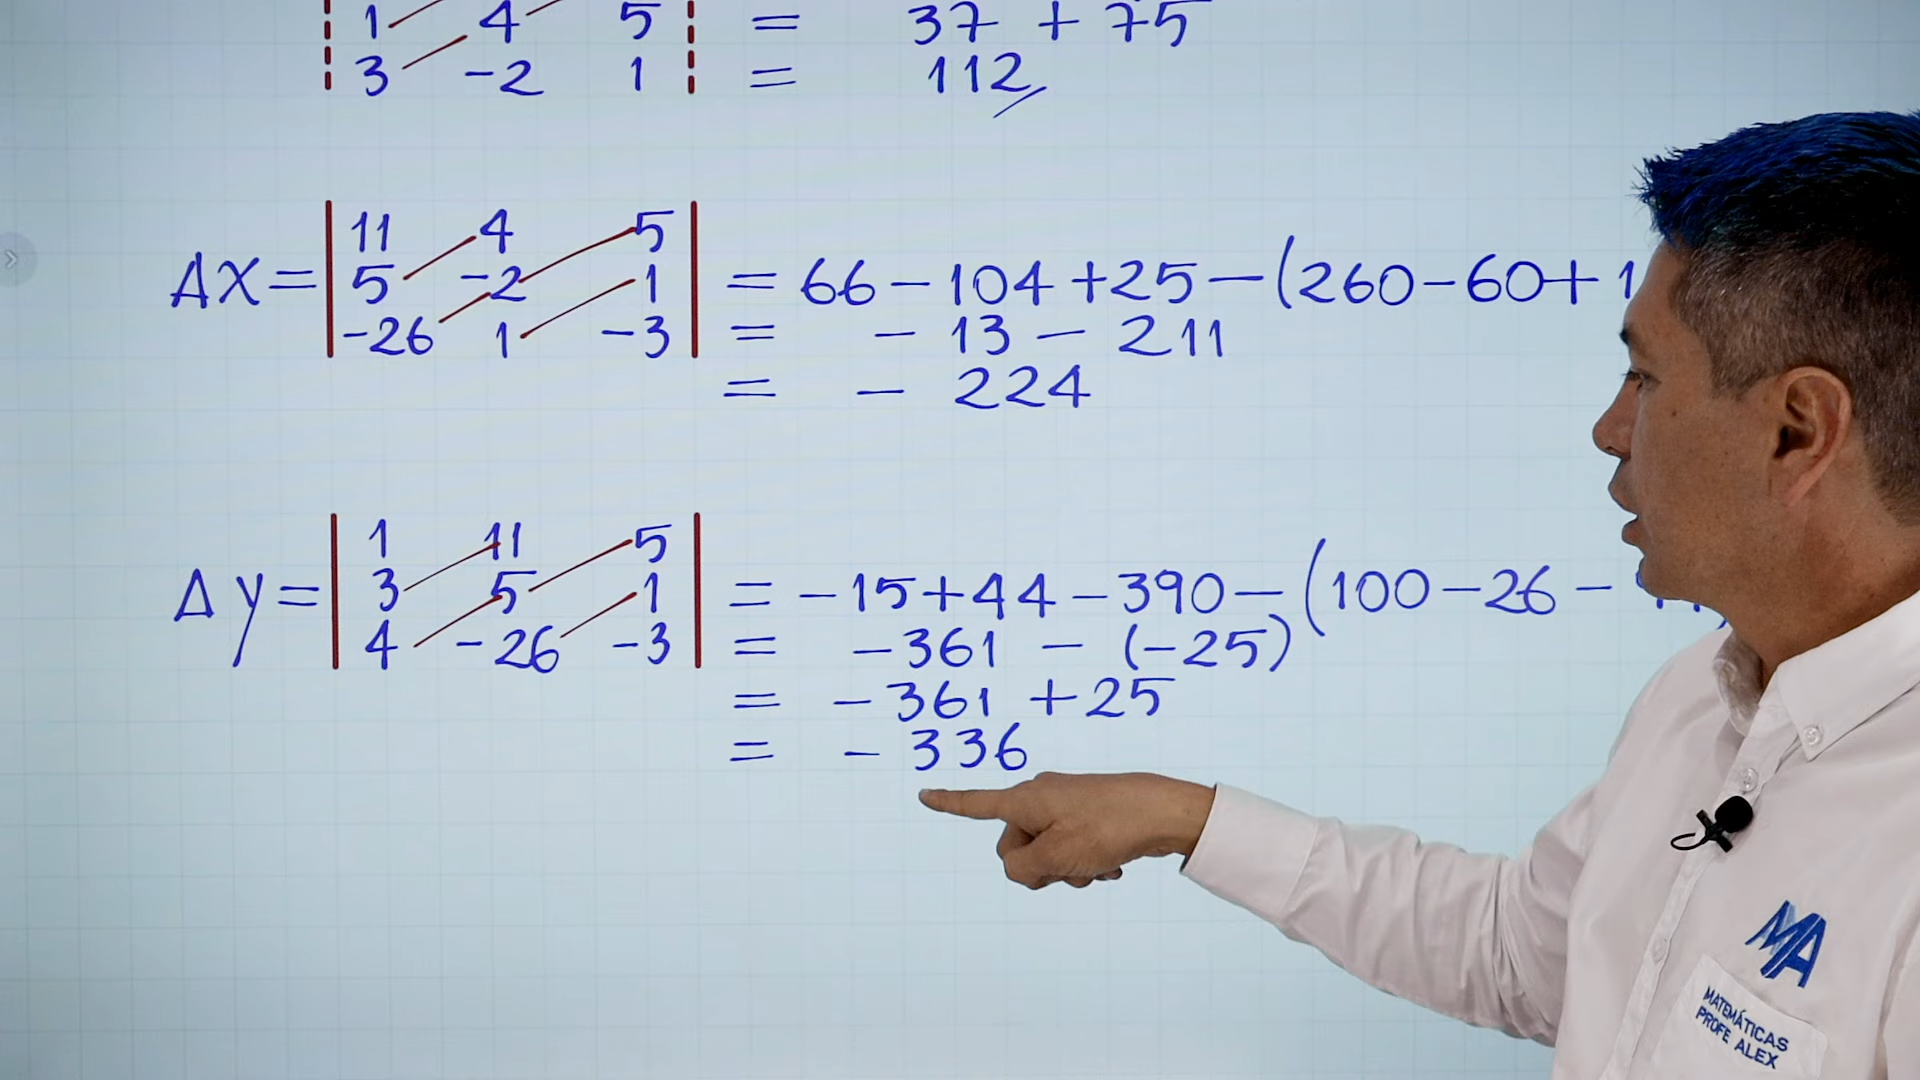 1 4 5 = 37 + 75
3 -2 1 = 112
11 4 5
ΔX = 5 -2 1 = 66 - 104 + 25 - (260 - 60 + 1
-26 1 -3 = - 13 - 211
= - 224
1 11 5
Δy = 3 5 1 = - 15 + 44 - 390 - (100 - 26 -
4 -26 -3 = - 361 - (-25)
= - 361 + 25
= - 336
MA
MATEMÁTICAS
PROFE ALEX